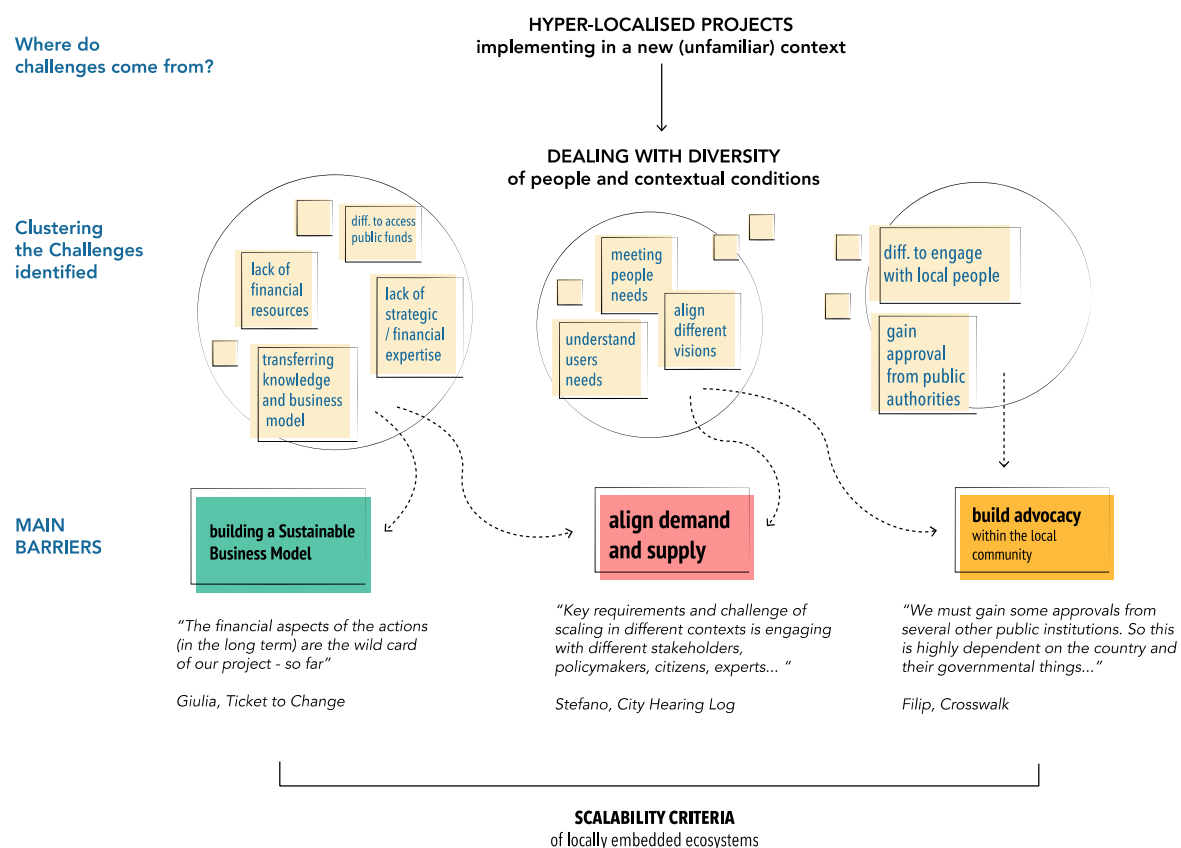 HYPER-LOCALISED PROJECTS
implementing in a new (unfamiliar) context
Where do
challenges come from?
DEALING WITH DIVERSITY
of people and contextual conditions
Clustering
the Challenges
identified
diff. to access
public funds
lack of
financial
resources
lack of
strategic
/ financial
expertise
transferring
knowledge
and business
model
meeting
people
needs
align
different
visions
understand
users
needs
diff. to engage
with local people
gain
approval
from public
authorities
MAIN
BARRIERS
building a Sustainable
Business Model
align demand
and supply
build advocacy
within the local
community
“The financial aspects of the actions
(in the long term) are the wild card
of our project - so far”
Giulia, Ticket to Change
“Key requirements and challenge of
scaling in different contexts is engaging
with different stakeholders,
policymakers, citizens, experts... “
Stefano, City Hearing Log
“We must gain some approvals from
several other public institutions. So this
is highly dependent on the country and
their governmental things...”
Filip, Crosswalk
SCALABILITY CRITERIA
of locally embedded ecosystems